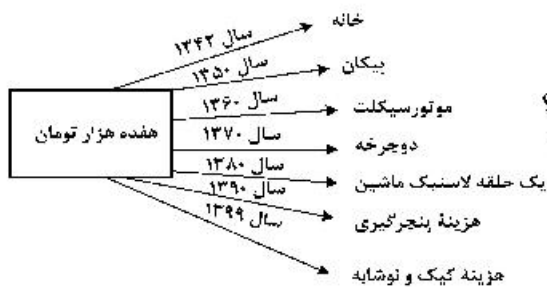 خانه
سال ۱۳۴۲
پیکان
سال ۱۳۵۰
موتورسیکلت
سال ۱۳۶۰
هفده هزار تومان
دوچرخه
سال ۱۳۷۰
یک حلقه لاستیک ماشین
سال ۱۳۸۰
هزینهٔ پنچرگیری
سال ۱۳۹۰
هزینهٔ کیک و نوشابه
سال ۱۳۹۹